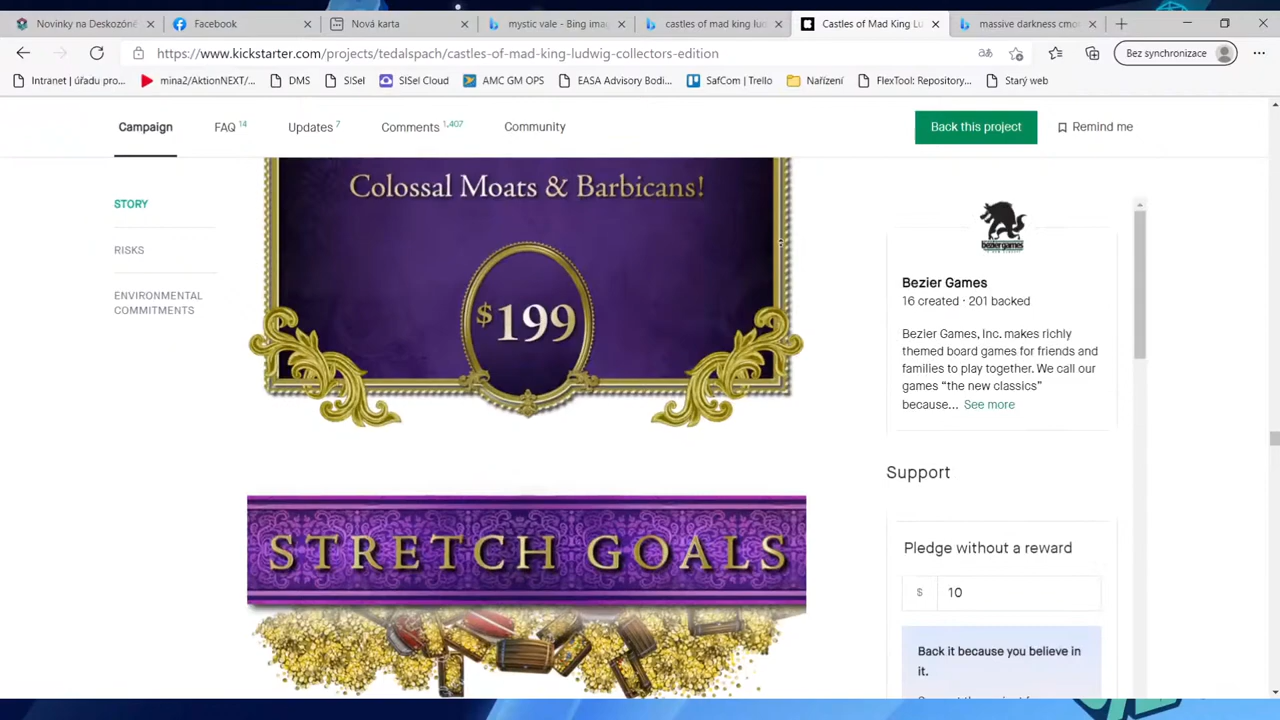 Novinky na Deskozóně
Facebook
Nová karta
mystic vale - Bing ima
castles of mad king lud
Castles of Mad King Lu
massive darkness cmo
https://www.kickstarter.com/projects/tedalspach/castles-of-mad-king-ludwig-collectors-edition
Bez synchronizace
Intranet | úřadu pro...
mina2/AktionNEXT/...
DMS
SISel
SISel Cloud
AMC GM OPS
EASA Advisory Bodi...
SafCom | Trello
Nařízení
FlexTool: Repository...
Starý web
Campaign
FAQ 14
Updates 7
Comments 1,407
Community
Back this project
Remind me
STORY
RISKS
ENVIRONMENTAL
COMMITMENTS
Colossal Moats & Barbicans!
$199
STRETCH GOALS
bezier games
Bezier Games
16 created · 201 backed
Bezier Games, Inc. makes richly
themed board games for friends and
families to play together. We call our
games “the new classics”
because... See more
Support
Pledge without a reward
$ 10
Back it because you believe in
it.